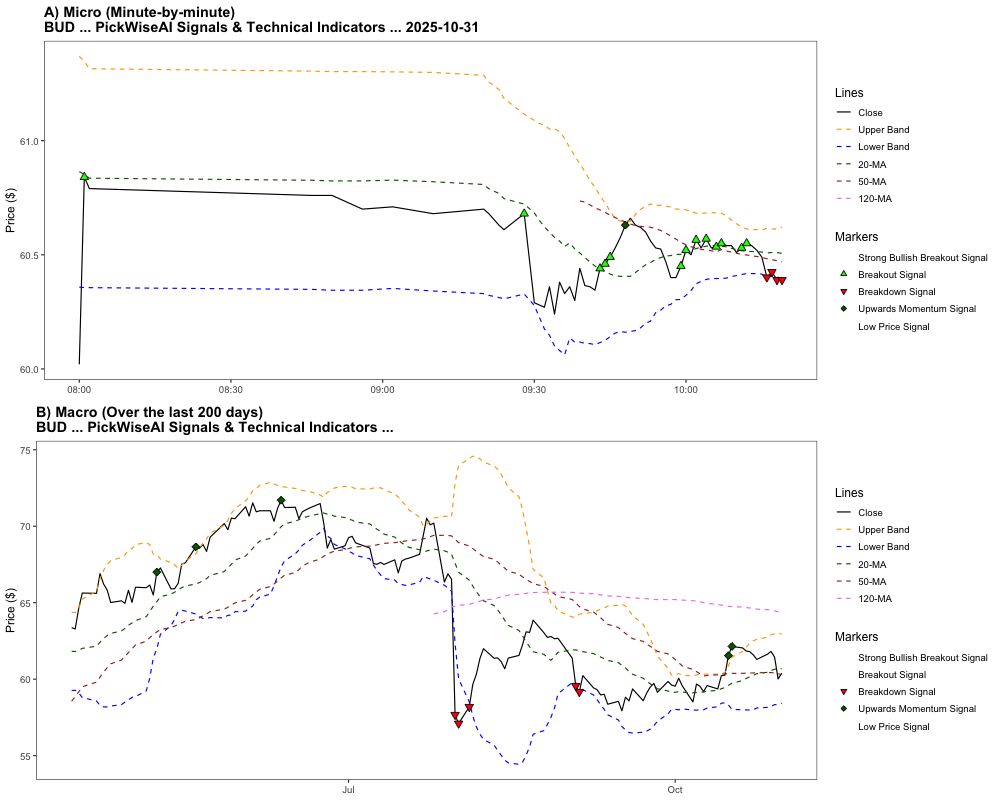 A) Micro (Minute-by-minute)
BUD ... PickWiseAI Signals & Technical Indicators ... 2025-10-31
Price ($)
61.0
60.5
60.0
08:00
08:30
09:00
09:30
10:00
Lines
Close
Upper Band
Lower Band
20-MA
50-MA
120-MA
Markers
Strong Bullish Breakout Signal
Breakout Signal
Breakdown Signal
Upwards Momentum Signal
Low Price Signal
B) Macro (Over the last 200 days)
BUD ... PickWiseAI Signals & Technical Indicators ...
Price ($)
75
70
65
60
55
Jul
Oct
Lines
Close
Upper Band
Lower Band
20-MA
50-MA
120-MA
Markers
Strong Bullish Breakout Signal
Breakout Signal
Breakdown Signal
Upwards Momentum Signal
Low Price Signal